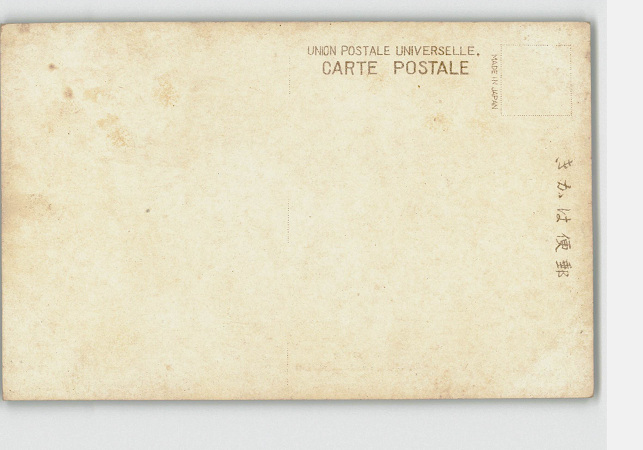 UNION POSTALE UNIVERSELLE.
CARTE POSTALE
MADE IN JAPAN
郵便はかき